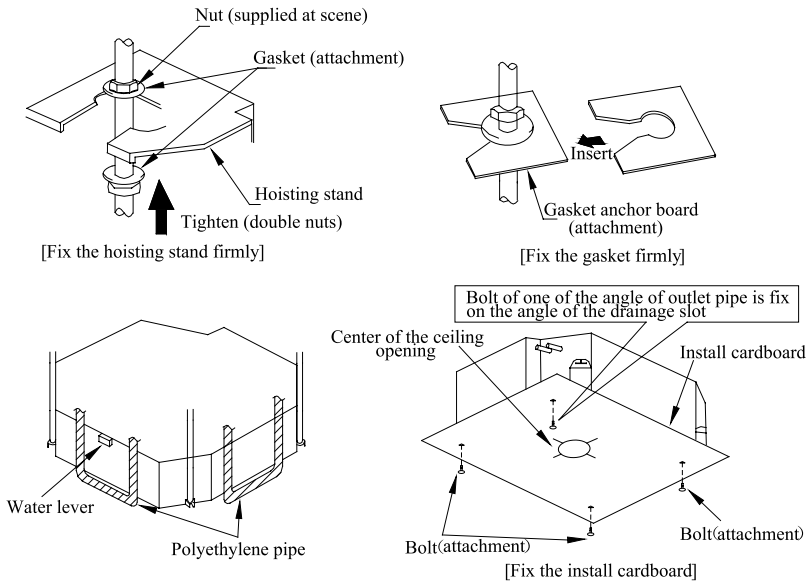 Nut (supplied at scene)
Gasket (attachment)
Hoisting stand
Tighten (double nuts)
[Fix the hoisting stand firmly]
Insert
Gasket anchor board
(attachment)
[Fix the gasket firmly]
Water lever
Polyethylene pipe
Bolt of one of the angle of outlet pipe is fix
on the angle of the drainage slot
Center of the ceiling
opening
Install cardboard
Bolt(attachment)
Bolt(attachment)
[Fix the install cardboard]